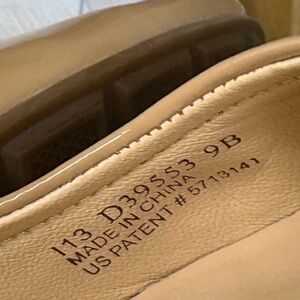 I13 D39553 9B
MADE IN CHINA
US PATENT # 5713141